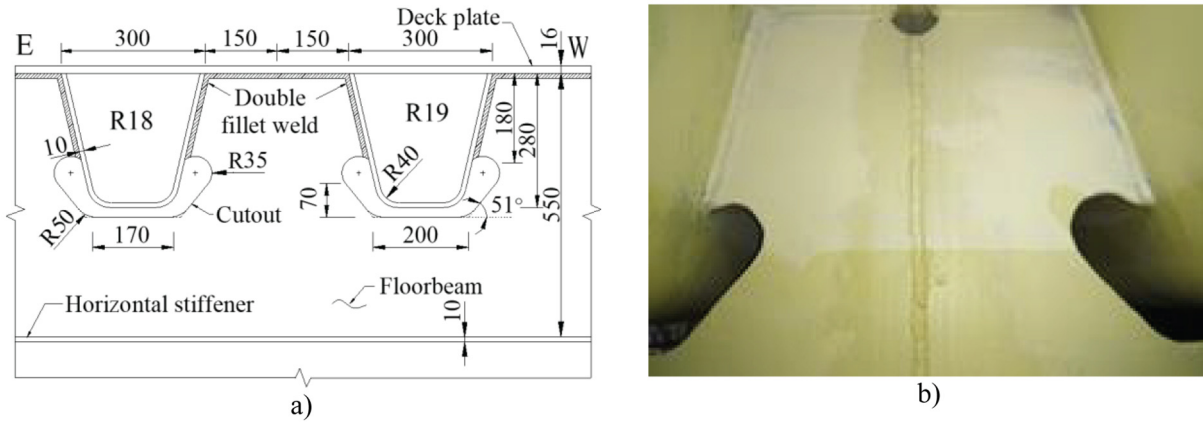 Deck plate
E 300 150 150 300 W 16
R18 Double fillet weld R19
10 180 280 550
R35 R40
70 51°
R50 Cutout
170 200
Floorbeam
Horizontal stiffener 10
a) b)